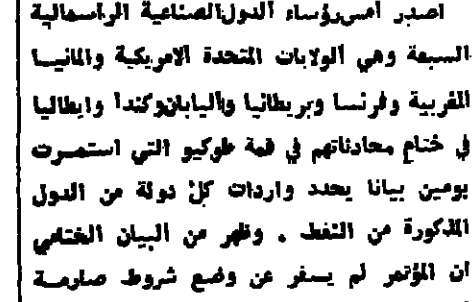 اصدر امس رؤساء الدول الصناعية الراسمالية
السبعة وهي الولايات المتحدة الامريكية والمانيا
الغربية وفرنسا وبريطانيا واليابان وكندا وايطاليا
في ختام محادثاتهم في قمة طوكيو التي استمرت
يومين بيانا يحدد واردات كل دولة من الدول
المذكورة من النفط . وظهر من البيان الختامي
ان المؤتمر لم يسفر عن وضع شروط صارمة